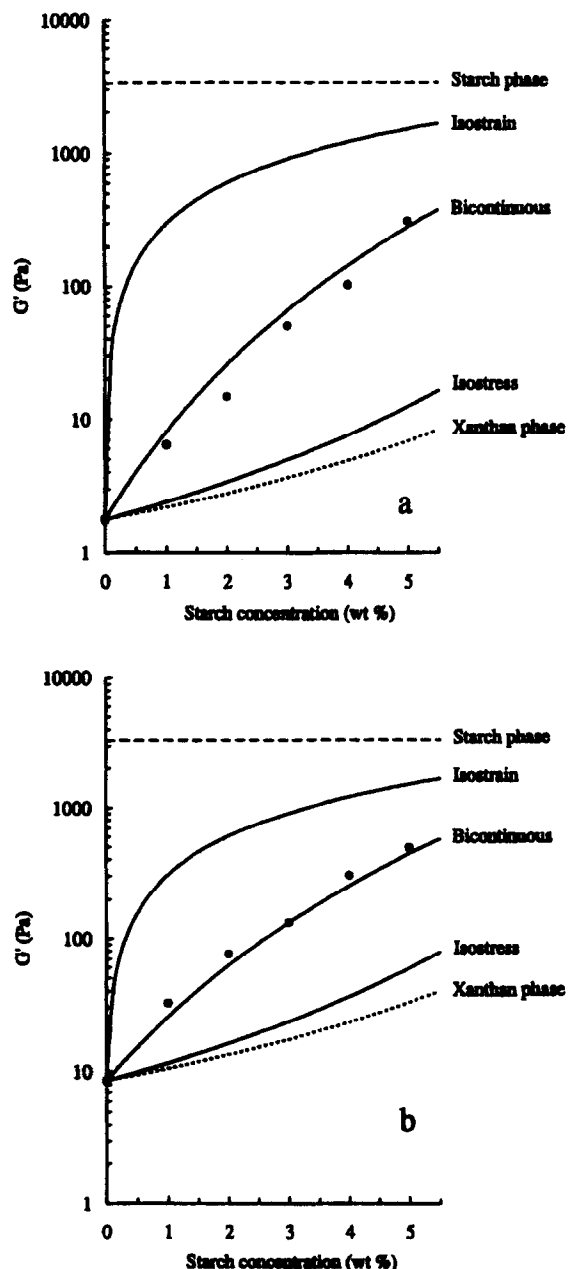 10000
Starch phase
Isostrain
1000
Bicontinuous
G' (Pa)
100
Isostress
10
Xanthan phase
a
1
0 1 2 3 4 5
Starch concentration (wt %)
10000
Starch phase
Isostrain
1000
Bicontinuous
G' (Pa)
100
Isostress
Xanthan phase
10
b
1
0 1 2 3 4 5
Starch concentration (wt %)